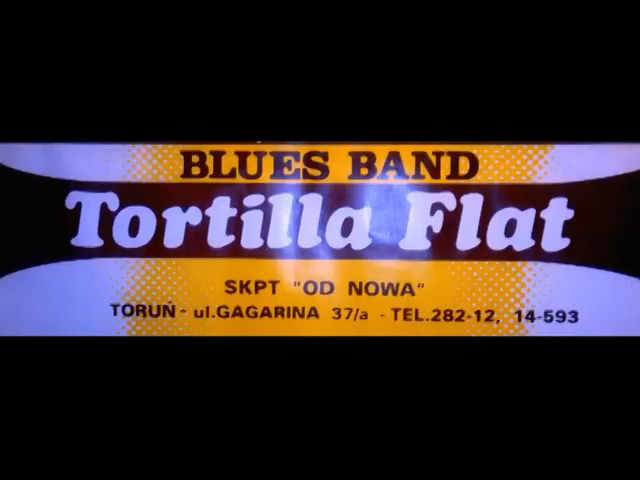 BLUES BAND
Tortilla Flat
SKPT "OD NOWA"
TORUŃ - ul.GAGARINA 37/a - TEL.282-12, 14-593